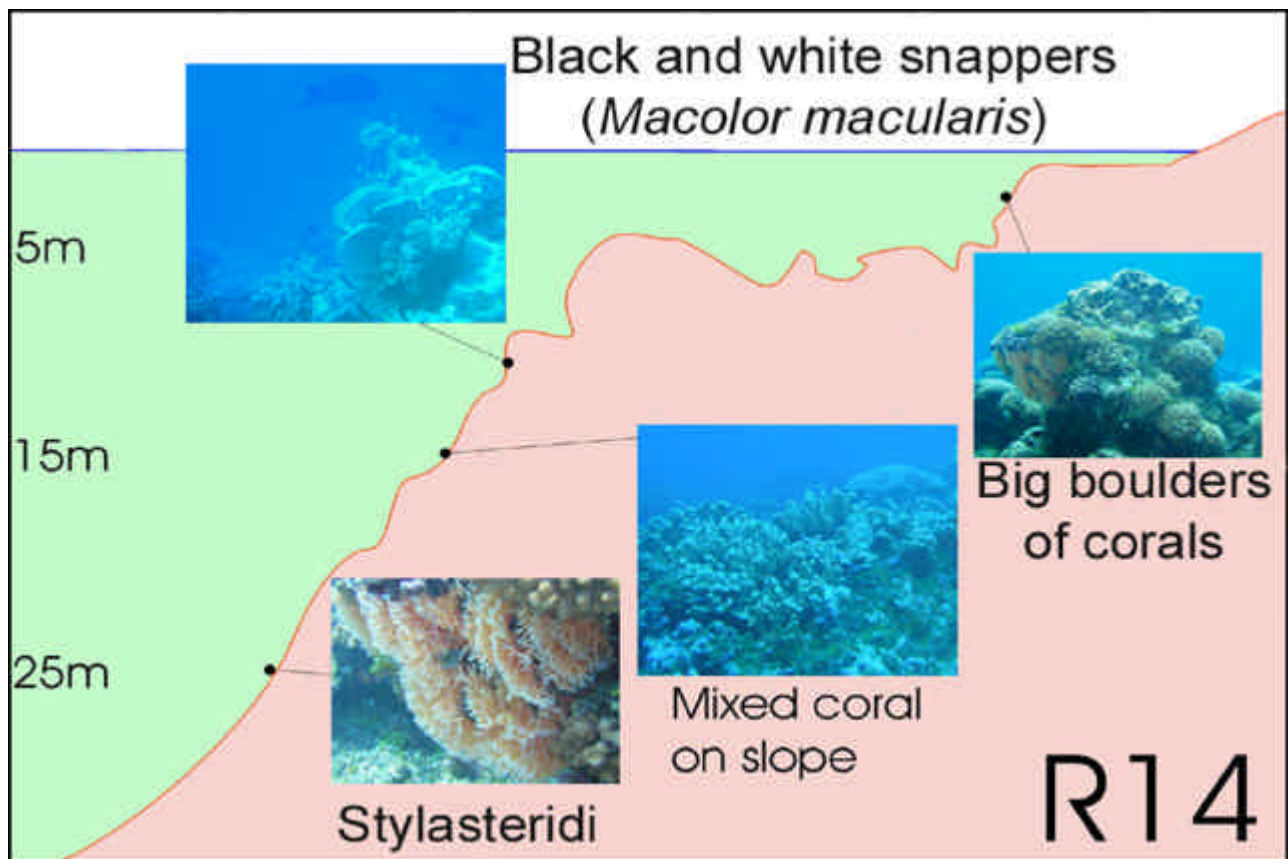 Black and white snappers
(Macolor macularis)
5m
15m
25m
Big boulders
of corals
Mixed coral
on slope
Stylasteridi
R14